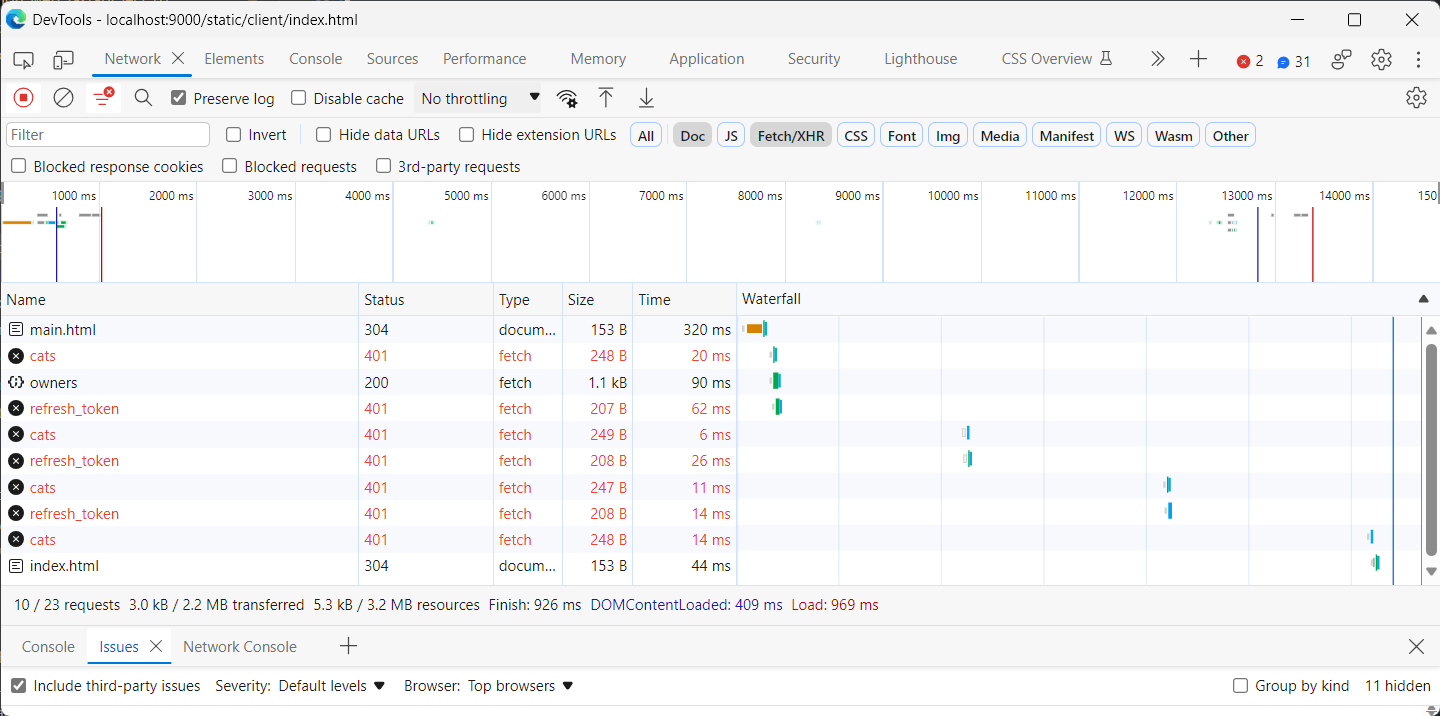 DevTools - localhost:9000/static/client/index.html
Network Elements Console Sources Performance Memory Application Security Lighthouse CSS Overview 2 31
Preserve log Disable cache No throttling
Filter Invert Hide data URLs Hide extension URLs All Doc JS Fetch/XHR CSS Font Img Media Manifest WS Wasm Other
Blocked response cookies Blocked requests 3rd-party requests
1000 ms 2000 ms 3000 ms 4000 ms 5000 ms 6000 ms 7000 ms 8000 ms 9000 ms 10000 ms 11000 ms 12000 ms 13000 ms 14000 ms 150
Name Status Type Size Time Waterfall
main.html 304 docum... 153 B 320 ms
cats 401 fetch 248 B 20 ms
owners 200 fetch 1.1 kB 90 ms
refresh_token 401 fetch 207 B 62 ms
cats 401 fetch 249 B 6 ms
refresh_token 401 fetch 208 B 26 ms
cats 401 fetch 247 B 11 ms
refresh_token 401 fetch 208 B 14 ms
cats 401 fetch 248 B 14 ms
index.html 304 docum... 153 B 44 ms
10 / 23 requests 3.0 kB / 2.2 MB transferred 5.3 kB / 3.2 MB resources Finish: 926 ms DOMContentLoaded: 409 ms Load: 969 ms
Console Issues Network Console
Include third-party issues Severity: Default levels Browser: Top browsers Group by kind 11 hidden